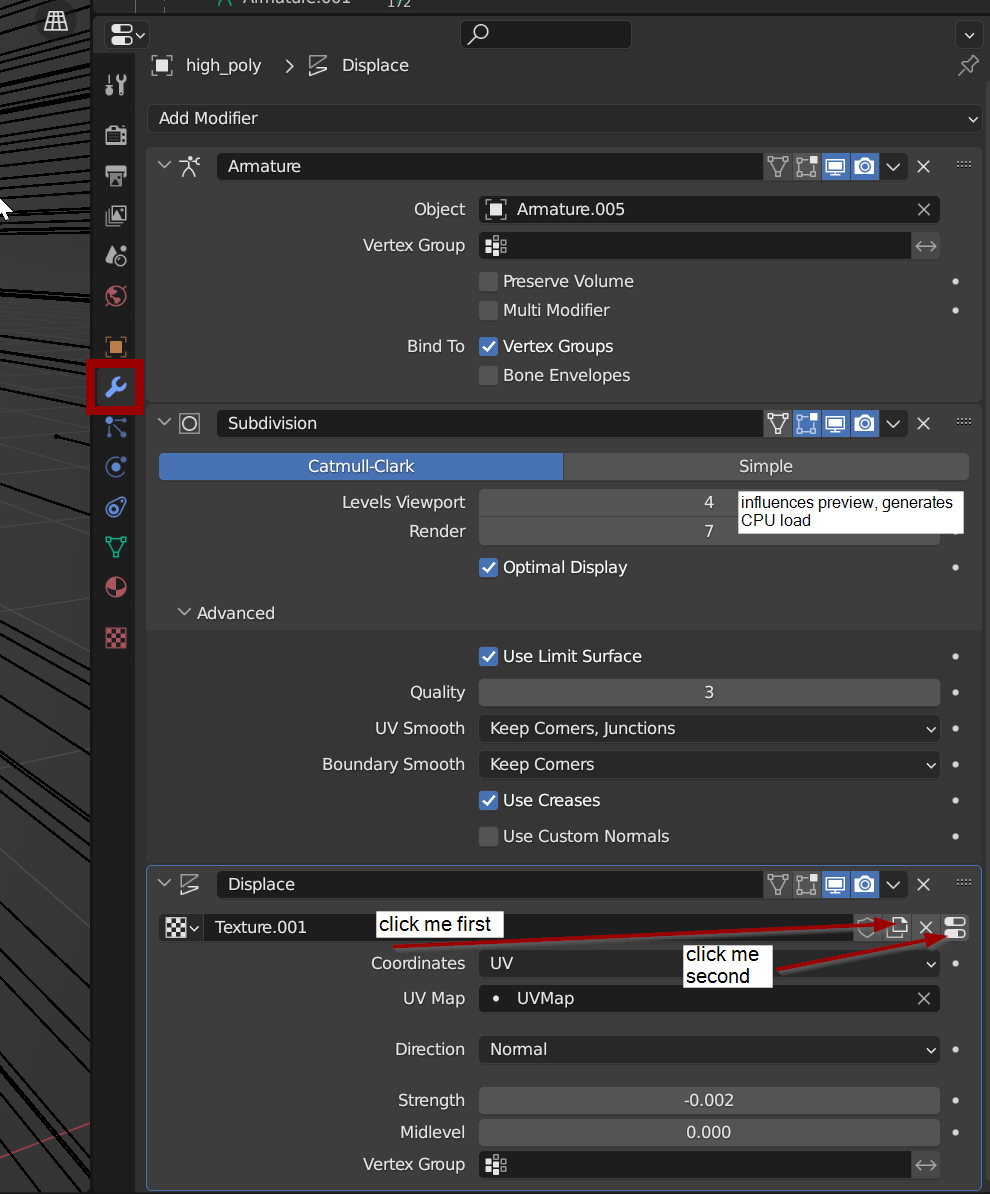 Armature.001
172
high_poly > Displace
Add Modifier
Armature
Object Armature.005
Vertex Group
Preserve Volume
Multi Modifier
Bind To Vertex Groups
Bone Envelopes
Subdivision
Catmull-Clark Simple
Levels Viewport 4 influences preview, generates
CPU load
Render 7
Optimal Display
Advanced
Use Limit Surface
Quality 3
UV Smooth Keep Corners, Junctions
Boundary Smooth Keep Corners
Use Creases
Use Custom Normals
Displace
Texture.001 click me first
click me
second
Coordinates UV
UV Map UVMap
Direction Normal
Strength -0.002
Midlevel 0.000
Vertex Group